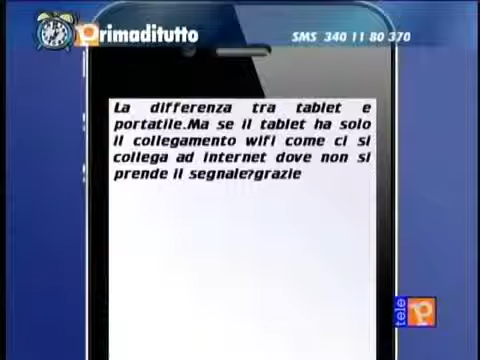 Primaditutto
SMS 340 11 80 370
La differenza tra tablet e
portatile.Ma se il tablet ha solo
il collegamento wifi come ci si
collega ad internet dove non si
prende il segnale?grazie
tele P